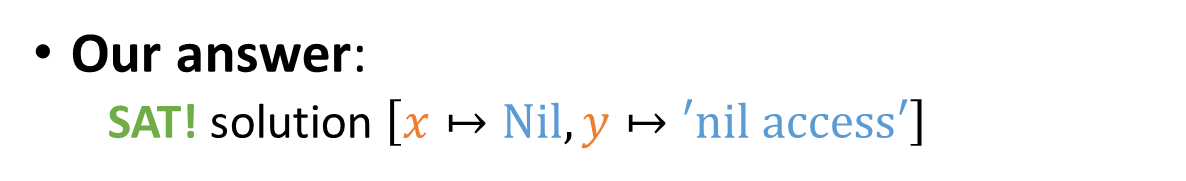 • Our answer:
SAT! solution [x ↦ Nil, y ↦ ′nil access′]